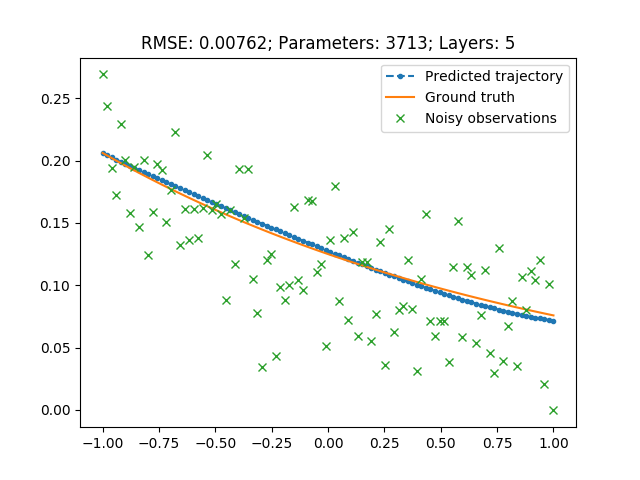 RMSE: 0.00762; Parameters: 3713; Layers: 5
Predicted trajectory
Ground truth
Noisy observations
0.25
0.20
0.15
0.10
0.05
0.00
−1.00 −0.75 −0.50 −0.25 0.00 0.25 0.50 0.75 1.00